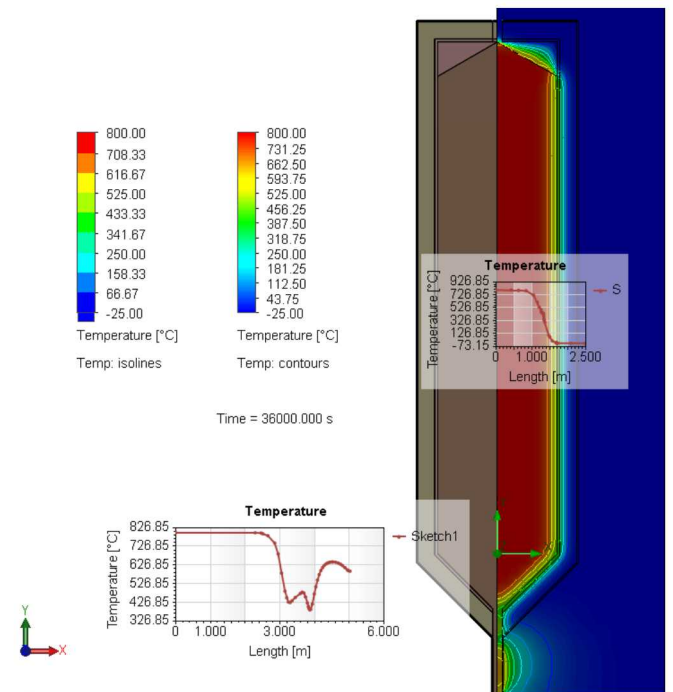 800.00
708.33
616.67
525.00
433.33
341.67
250.00
158.33
66.67
-25.00
Temperature [°C]
Temp: isolines
800.00
731.25
662.50
593.75
525.00
456.25
387.50
318.75
250.00
181.25
112.50
43.75
-25.00
Temperature [°C]
Temp: contours
Time = 36000.000 s
Temperature
Temperature [°C]
926.85
726.85
526.85
326.85
126.85
-73.15
0 1.000 2.500
Length [m]
S
Temperature
Temperature [°C]
826.85
726.85
626.85
526.85
426.85
326.85
0 1.000 3.000 6.000
Length [m]
Sketch1
Y
X